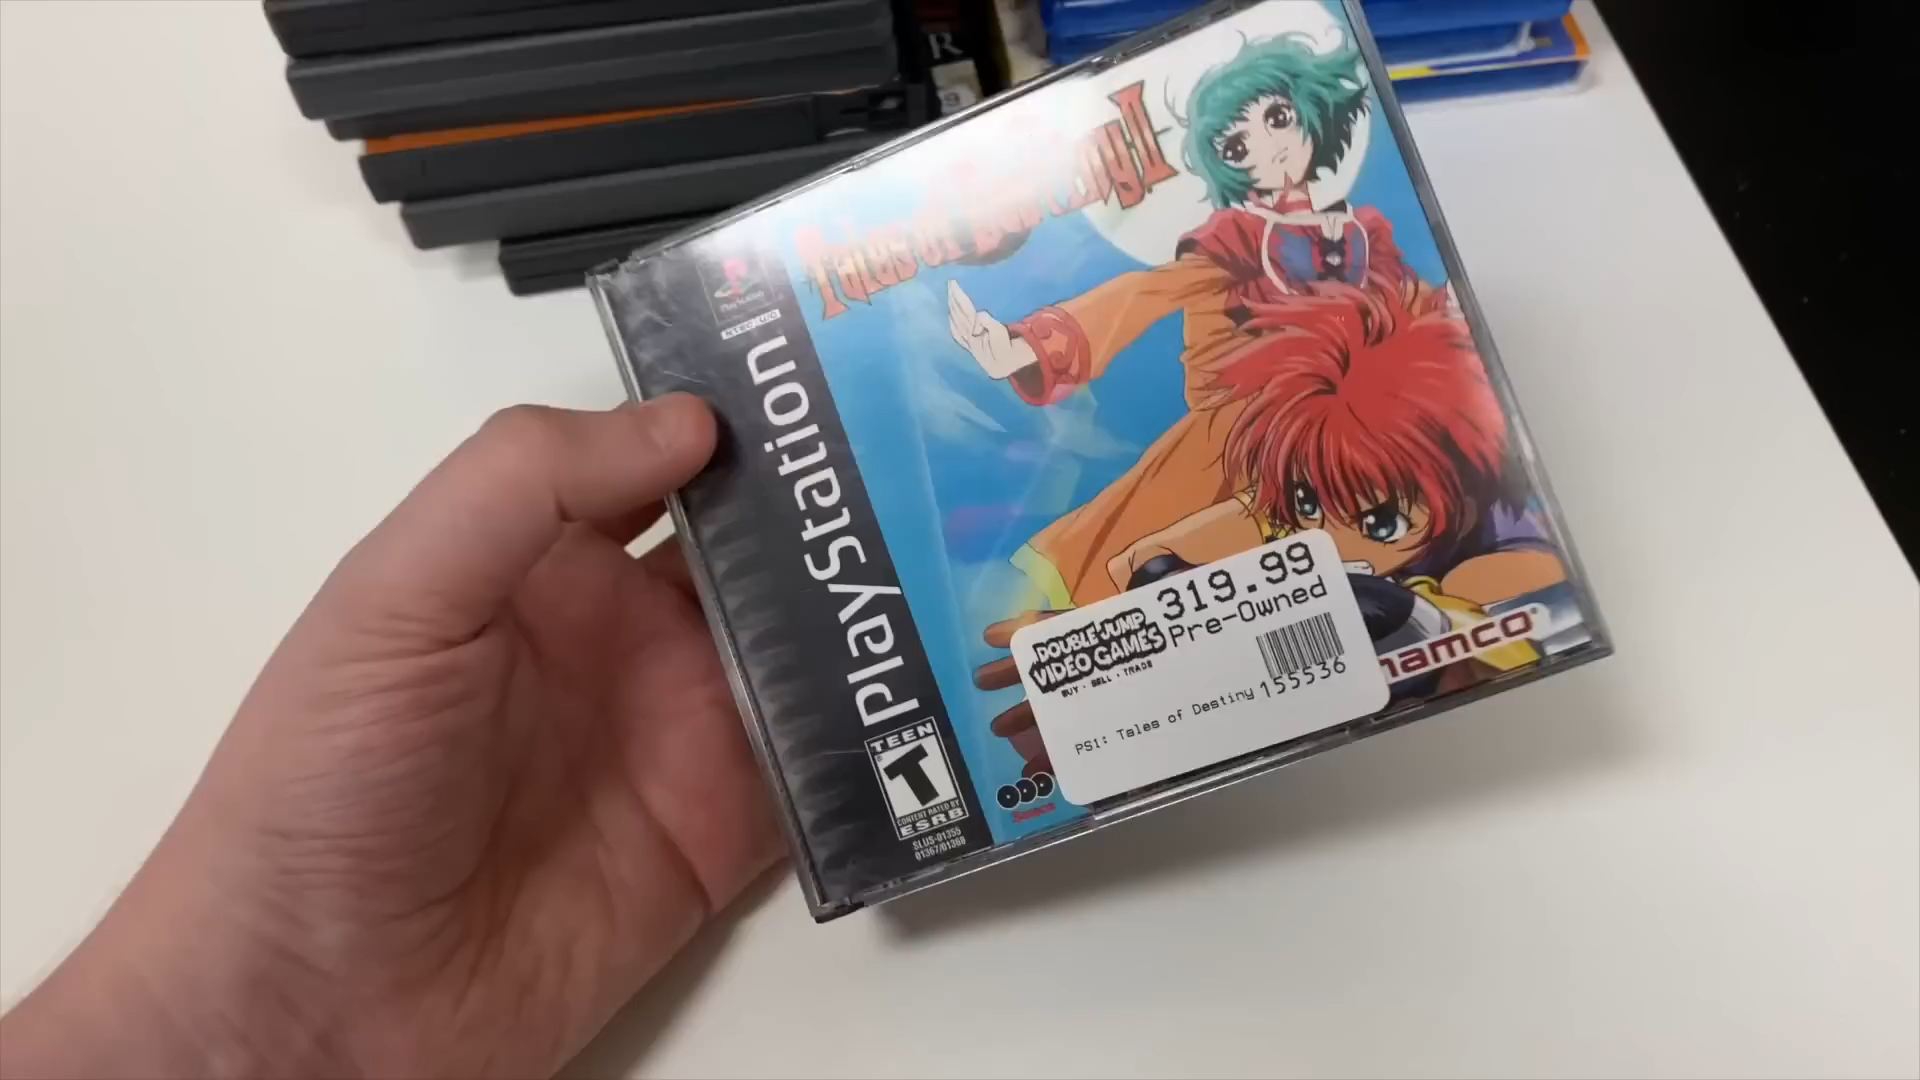 R
9
Tales of Destiny II
PlayStation
NTSC U/C
PlayStation
TEEN
T
CONTENT RATED BY
ESRB
SLUS-01355
01367/01368
DOUBLE JUMP
VIDEO GAMES
BUY · SELL · TRADE
319.99
Pre-Owned
155536
PS1: Tales of Destiny
namco®